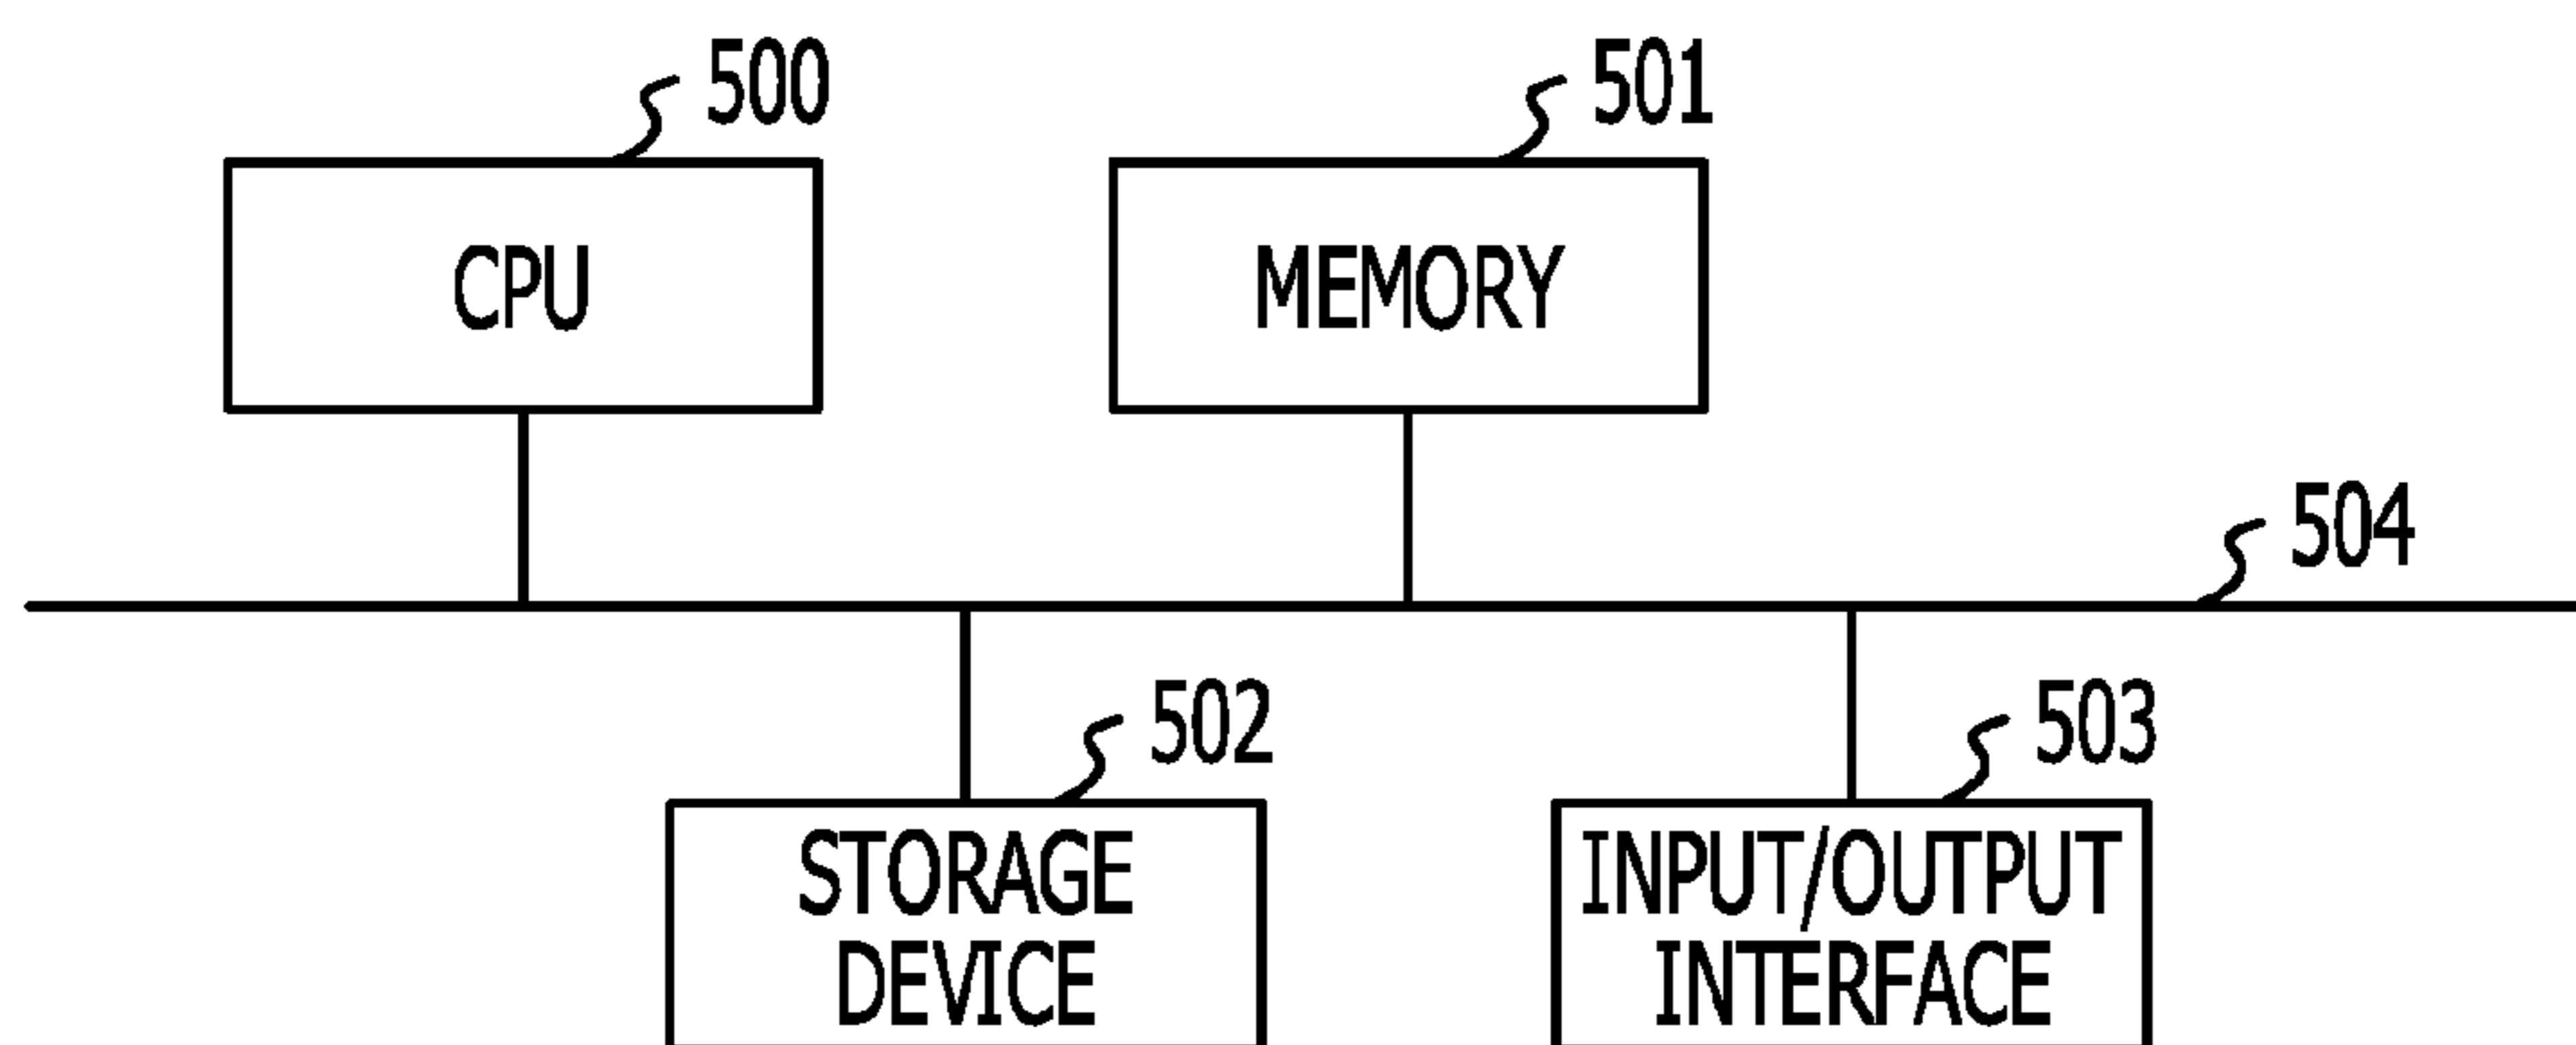 500
501
CPU
MEMORY
504
502
503
STORAGE
DEVICE
INPUT/OUTPUT
INTERFACE